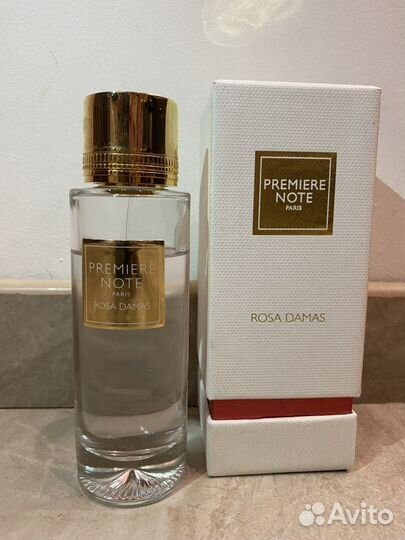 PREMIERE
NOTE
PARIS
ROSA DAMAS
PREMIERE
NOTE
PARIS
ROSA DAMAS
Avito